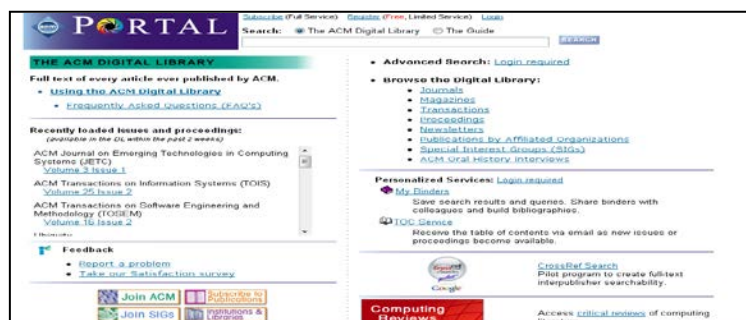 acm PORTAL
Subscribe (Full Service) Register (Free, Limited Service) Login
Search: The ACM Digital Library The Guide
SEARCH
THE ACM DIGITAL LIBRARY
Full text of every article ever published by ACM.
Using the ACM Digital Library
Frequently Asked Questions (FAQ's)
Recently loaded issues and proceedings:
(available in the DL within the past 2 weeks)
ACM Journal on Emerging Technologies in Computing
Systems (JETC)
Volume 3 Issue 1
ACM Transactions on Information Systems (TOIS)
Volume 25 Issue 2
ACM Transactions on Software Engineering and
Methodology (TOSEM)
Volume 16 Issue 2
Feedback
Report a problem
Take our Satisfaction survey
Join ACM
Subscribe to
Publications
Join SIGs
Institutions &
Libraries
Advanced Search: Login required
Browse the Digital Library:
Journals
Magazines
Transactions
Proceedings
Newsletters
Publications by Affiliated Organizations
Special Interest Groups (SIGs)
ACM Oral History interviews
Personalized Services: Login required
My Binders
Save search results and queries. Share binders with
colleagues and build bibliographies.
TOC Service
Receive the table of contents via email as new issues or
proceedings become available.
Google
CrossRef Search
Pilot program to create full-text
interpublisher searchability.
Computing
Reviews
Access critical reviews of computing